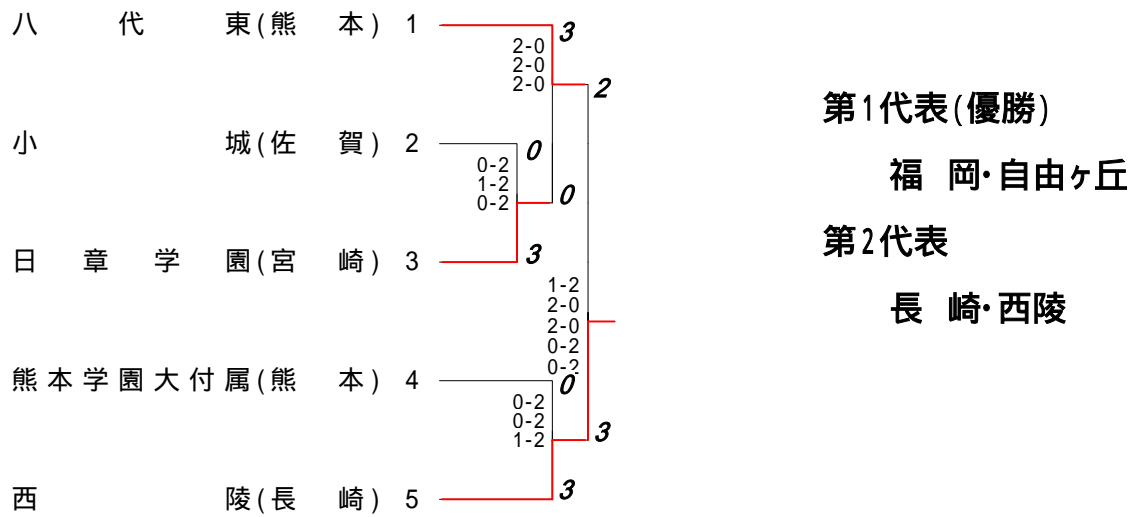 八代東(熊本) 1
3
2-0
2-0
2-0
2
小城(佐賀) 2
0
0-2
1-2
0-2
0
日章学園(宮崎) 3
3
1-2
2-0
2-0
0-2
0-2
熊本学園大付属(熊本) 4
0
0-2
0-2
1-2
3
西陵(長崎) 5
3
第1代表(優勝)
福岡・自由ヶ丘
第2代表
長崎・西陵